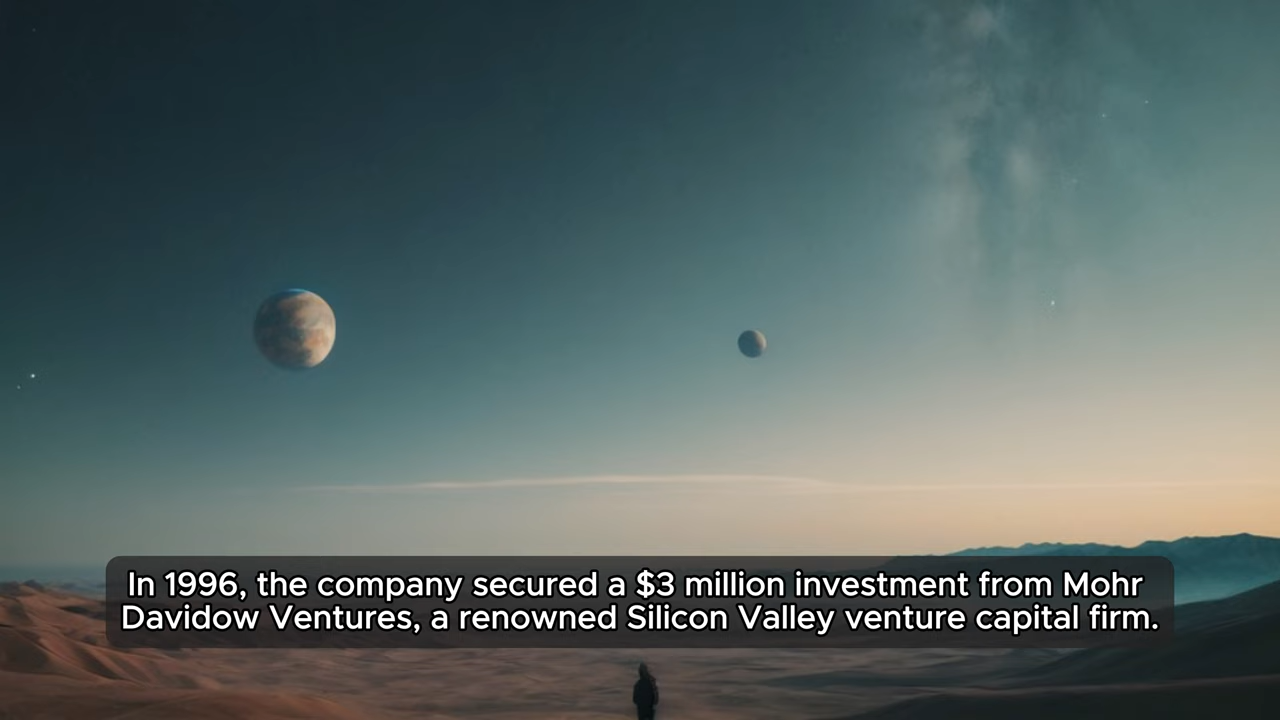 In 1996, the company secured a $3 million investment from Mohr
Davidow Ventures, a renowned Silicon Valley venture capital firm.